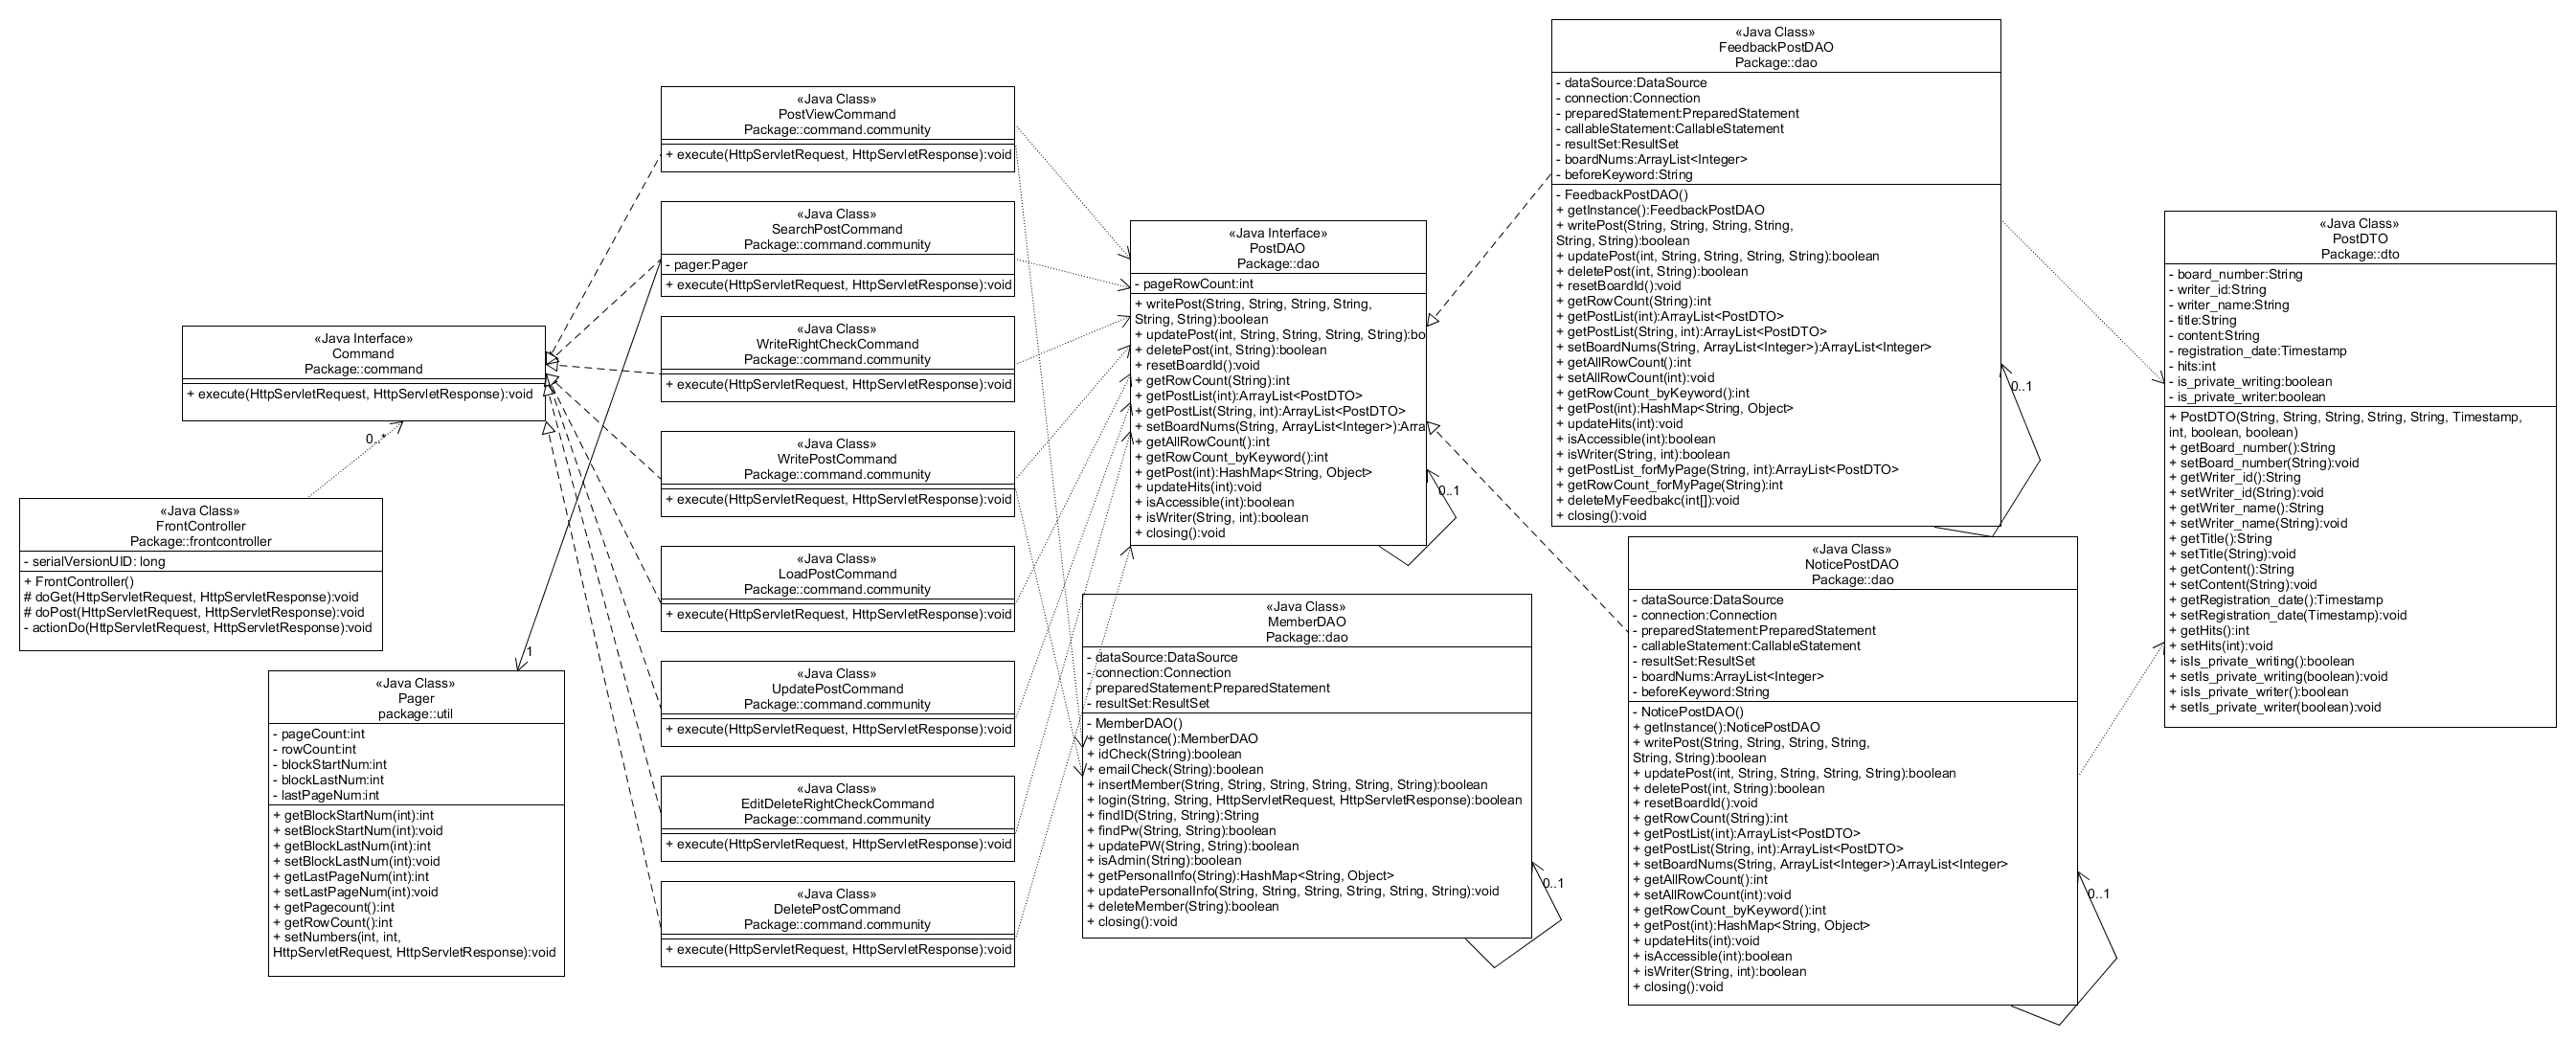 «Java Interface»
Command
Package::command
+ execute(HttpServletRequest, HttpServletResponse):void
0..*
«Java Class»
FrontController
Package::frontcontroller
- serialVersionUID: long
+ FrontController()
# doGet(HttpServletRequest, HttpServletResponse):void
# doPost(HttpServletRequest, HttpServletResponse):void
- actionDo(HttpServletRequest, HttpServletResponse):void
1
«Java Class»
Pager
package::util
- pageCount:int
- rowCount:int
- blockStartNum:int
- blockLastNum:int
- lastPageNum:int
+ getBlockStartNum(int):int
+ setBlockStartNum(int):void
+ getBlockLastNum(int):int
+ setBlockLastNum(int):void
+ getLastPageNum(int):int
+ setLastPageNum(int):void
+ getPagecount():int
+ getRowCount():int
+ setNumbers(int, int,
HttpServletRequest, HttpServletResponse):void
«Java Class»
PostViewCommand
Package::command.community
+ execute(HttpServletRequest, HttpServletResponse):void
«Java Class»
SearchPostCommand
Package::command.community
- pager:Pager
+ execute(HttpServletRequest, HttpServletResponse):void
«Java Class»
WriteRightCheckCommand
Package::command.community
+ execute(HttpServletRequest, HttpServletResponse):void
«Java Class»
WritePostCommand
Package::command.community
+ execute(HttpServletRequest, HttpServletResponse):void
«Java Class»
LoadPostCommand
Package::command.community
+ execute(HttpServletRequest, HttpServletResponse):void
«Java Class»
UpdatePostCommand
Package::command.community
+ execute(HttpServletRequest, HttpServletResponse):void
«Java Class»
EditDeleteRightCheckCommand
Package::command.community
+ execute(HttpServletRequest, HttpServletResponse):void
«Java Class»
DeletePostCommand
Package::command.community
+ execute(HttpServletRequest, HttpServletResponse):void
«Java Interface»
PostDAO
Package::dao
- pageRowCount:int
+ writePost(String, String, String, String,
String, String):boolean
+ updatePost(int, String, String, String, String):bo
+ deletePost(int, String):boolean
+ resetBoardId():void
+ getRowCount(String):int
+ getPostList(int):ArrayList<PostDTO>
+ getPostList(String, int):ArrayList<PostDTO>
+ setBoardNums(String, ArrayList<Integer>):Arra
+ getAllRowCount():int
+ getRowCount_byKeyword():int
+ getPost(int):HashMap<String, Object>
+ updateHits(int):void
+ isAccessible(int):boolean
+ isWriter(String, int):boolean
+ closing():void
0..1
«Java Class»
MemberDAO
Package::dao
- dataSource:DataSource
- connection:Connection
- preparedStatement:PreparedStatement
- resultSet:ResultSet
- MemberDAO()
+ getInstance():MemberDAO
+ idCheck(String):boolean
+ emailCheck(String):boolean
+ insertMember(String, String, String, String, String, String):boolean
+ login(String, String, HttpServletRequest, HttpServletResponse):boolean
+ findID(String, String):String
+ findPw(String, String):boolean
+ updatePW(String, String):boolean
+ isAdmin(String):boolean
+ getPersonalInfo(String):HashMap<String, Object>
+ updatePersonalInfo(String, String, String, String, String, String):void
+ deleteMember(String):boolean
+ closing():void
0..1
«Java Class»
FeedbackPostDAO
Package::dao
- dataSource:DataSource
- connection:Connection
- preparedStatement:PreparedStatement
- callableStatement:CallableStatement
- resultSet:ResultSet
- boardNums:ArrayList<Integer>
- beforeKeyword:String
- FeedbackPostDAO()
+ getInstance():FeedbackPostDAO
+ writePost(String, String, String, String,
String, String):boolean
+ updatePost(int, String, String, String, String):boolean
+ deletePost(int, String):boolean
+ resetBoardId():void
+ getRowCount(String):int
+ getPostList(int):ArrayList<PostDTO>
+ getPostList(String, int):ArrayList<PostDTO>
+ setBoardNums(String, ArrayList<Integer>):ArrayList<Integer>
+ getAllRowCount():int
+ setAllRowCount(int):void
+ getRowCount_byKeyword():int
+ getPost(int):HashMap<String, Object>
+ updateHits(int):void
+ isAccessible(int):boolean
+ isWriter(String, int):boolean
+ getPostList_forMyPage(String, int):ArrayList<PostDTO>
+ getRowCount_forMyPage(String):int
+ deleteMyFeedbakc(int[]):void
+ closing():void
0..1
«Java Class»
NoticePostDAO
Package::dao
- dataSource:DataSource
- connection:Connection
- preparedStatement:PreparedStatement
- callableStatement:CallableStatement
- resultSet:ResultSet
- boardNums:ArrayList<Integer>
- beforeKeyword:String
- NoticePostDAO()
+ getInstance():NoticePostDAO
+ writePost(String, String, String, String,
String, String):boolean
+ updatePost(int, String, String, String, String):boolean
+ deletePost(int, String):boolean
+ resetBoardId():void
+ getRowCount(String):int
+ getPostList(int):ArrayList<PostDTO>
+ getPostList(String, int):ArrayList<PostDTO>
+ setBoardNums(String, ArrayList<Integer>):ArrayList<Integer>
+ getAllRowCount():int
+ setAllRowCount(int):void
+ getRowCount_byKeyword():int
+ getPost(int):HashMap<String, Object>
+ updateHits(int):void
+ isAccessible(int):boolean
+ isWriter(String, int):boolean
+ closing():void
0..1
«Java Class»
PostDTO
Package::dto
- board_number:String
- writer_id:String
- writer_name:String
- title:String
- content:String
- registration_date:Timestamp
- hits:int
- is_private_writing:boolean
- is_private_writer:boolean
+ PostDTO(String, String, String, String, String, Timestamp,
int, boolean, boolean)
+ getBoard_number():String
+ setBoard_number(String):void
+ getWriter_id():String
+ setWriter_id(String):void
+ getWriter_name():String
+ setWriter_name(String):void
+ getTitle():String
+ setTitle(String):void
+ getContent():String
+ setContent(String):void
+ getRegistration_date():Timestamp
+ setRegistration_date(Timestamp):void
+ getHits():int
+ setHits(int):void
+ isIs_private_writing():boolean
+ setIs_private_writing(boolean):void
+ isIs_private_writer():boolean
+ setIs_private_writer(boolean):void